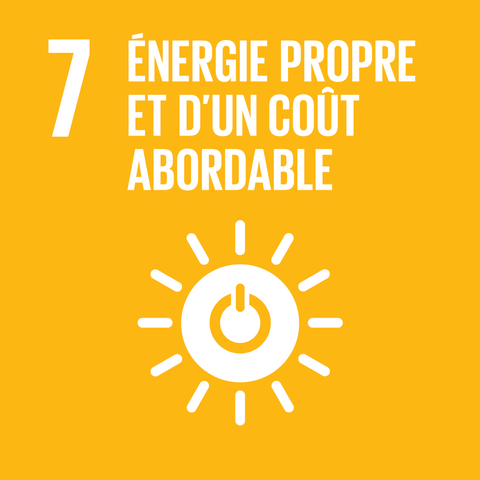 7
ÉNERGIE PROPRE
ET D'UN COÛT
ABORDABLE